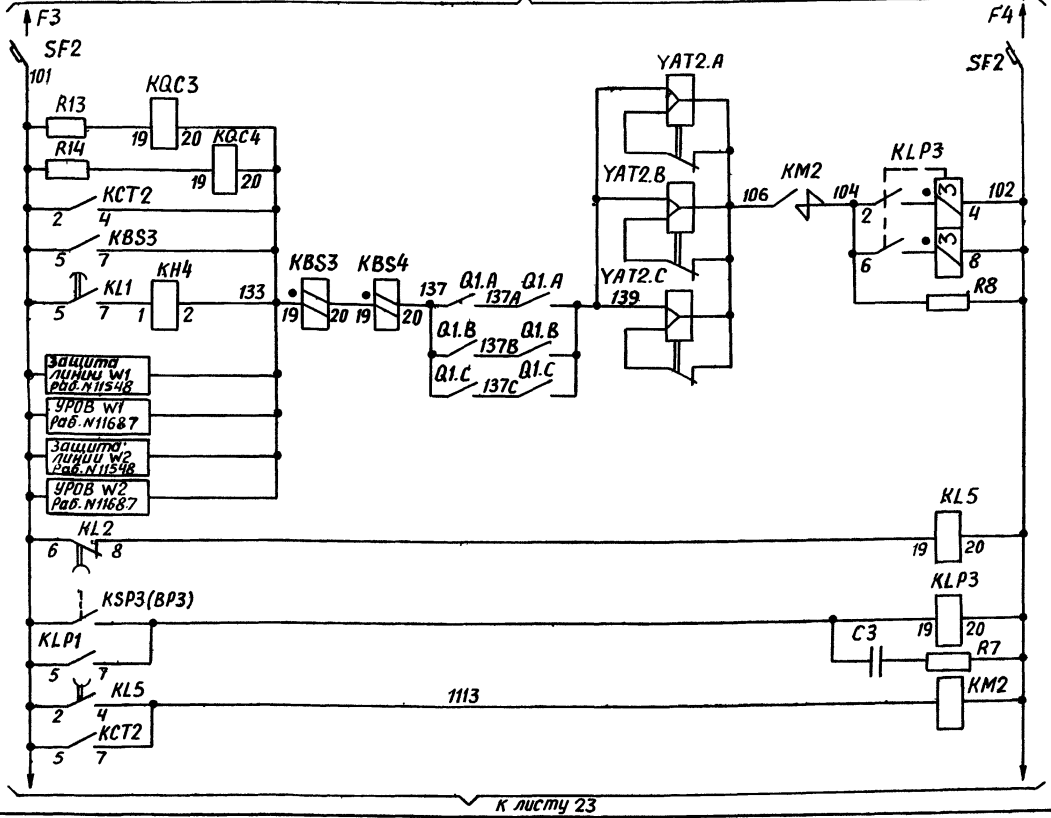 F3
F4
SF2
SF2
101
YAT2.A
KQC3
R13
19 20
KQC4
R14
19 20
YAT2.B
KM2
KLP3
KCT2
2 4
106
104
102
2
3
4
KBS3
5 7
6
3
8
KL1
KH4
5 7
1 2
133
KBS3
KBS4
19 20
19 20
137
Q1.A
Q1.A
137A
YAT2.C
139
R8
Q1.B
Q1.B
137B
Q1.C
Q1.C
137C
Защита
линии W1
раб.N11548
УРОВ W1
раб.N11687
Защита
линии W2
раб.N11548
УРОВ W2
раб.N11687
KL2
6 8
KL5
19 20
KSP3(BP3)
KLP3
19 20
KLP1
5 7
C3
R7
KL5
2 4
1113
KM2
KCT2
5 7
к листу 23